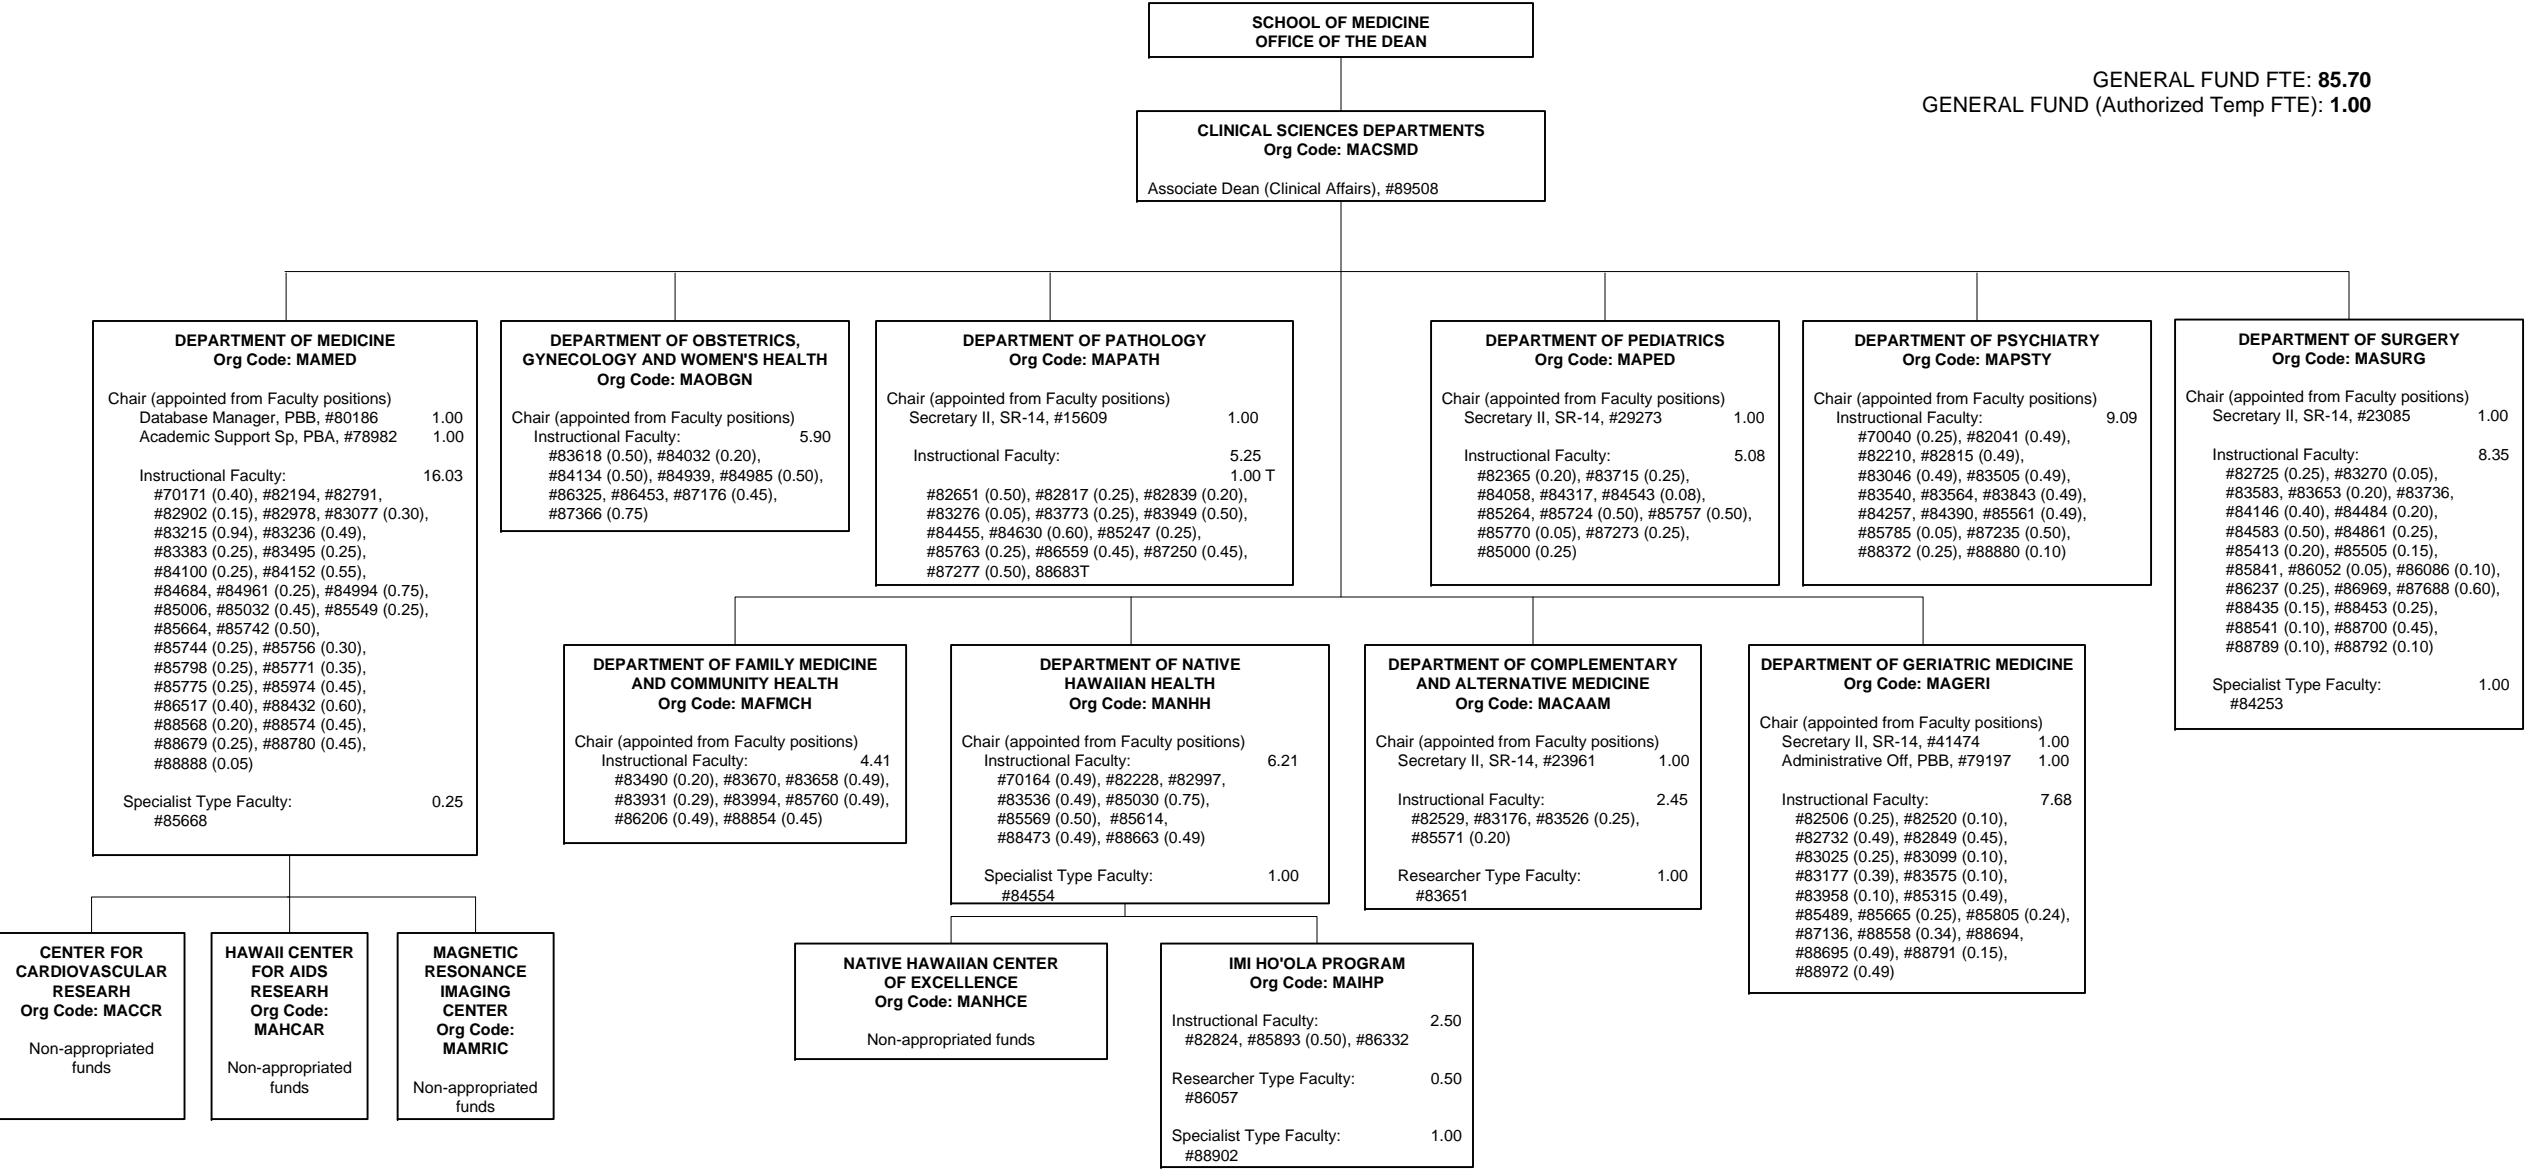 SCHOOL OF MEDICINE
OFFICE OF THE DEAN
GENERAL FUND FTE: 85.70
GENERAL FUND (Authorized Temp FTE): 1.00
CLINICAL SCIENCES DEPARTMENTS
Org Code: MACSMD
Associate Dean (Clinical Affairs), #89508
DEPARTMENT OF MEDICINE
Org Code: MAMED
Chair (appointed from Faculty positions)
Database Manager, PBB, #80186 1.00
Academic Support Sp, PBA, #78982 1.00
Instructional Faculty: 16.03
#70171 (0.40), #82194, #82791,
#82902 (0.15), #82978, #83077 (0.30),
#83215 (0.94), #83236 (0.49),
#83383 (0.25), #83495 (0.25),
#84100 (0.25), #84152 (0.55),
#84684, #84961 (0.25), #84994 (0.75),
#85006, #85032 (0.45), #85549 (0.25),
#85664, #85742 (0.50),
#85744 (0.25), #85756 (0.30),
#85798 (0.25), #85771 (0.35),
#85775 (0.25), #85974 (0.45),
#86517 (0.40), #88432 (0.60),
#88568 (0.20), #88574 (0.45),
#88679 (0.25), #88780 (0.45),
#88888 (0.05)
Specialist Type Faculty: 0.25
#85668
DEPARTMENT OF OBSTETRICS,
GYNECOLOGY AND WOMEN'S HEALTH
Org Code: MAOBGN
Chair (appointed from Faculty positions)
Instructional Faculty: 5.90
#83618 (0.50), #84032 (0.20),
#84134 (0.50), #84939, #84985 (0.50),
#86325, #86453, #87176 (0.45),
#87366 (0.75)
DEPARTMENT OF PATHOLOGY
Org Code: MAPATH
Chair (appointed from Faculty positions)
Secretary II, SR-14, #15609 1.00
Instructional Faculty: 5.25
1.00 T
#82651 (0.50), #82817 (0.25), #82839 (0.20),
#83276 (0.05), #83773 (0.25), #83949 (0.50),
#84455, #84630 (0.60), #85247 (0.25),
#85763 (0.25), #86559 (0.45), #87250 (0.45),
#87277 (0.50), 88683T
DEPARTMENT OF PEDIATRICS
Org Code: MAPED
Chair (appointed from Faculty positions)
Secretary II, SR-14, #29273 1.00
Instructional Faculty: 5.08
#82365 (0.20), #83715 (0.25),
#84058, #84317, #84543 (0.08),
#85264, #85724 (0.50), #85757 (0.50),
#85770 (0.05), #87273 (0.25),
#85000 (0.25)
DEPARTMENT OF PSYCHIATRY
Org Code: MAPSTY
Chair (appointed from Faculty positions)
Instructional Faculty: 9.09
#70040 (0.25), #82041 (0.49),
#82210, #82815 (0.49),
#83046 (0.49), #83505 (0.49),
#83540, #83564, #83843 (0.49),
#84257, #84390, #85561 (0.49),
#85785 (0.05), #87235 (0.50),
#88372 (0.25), #88880 (0.10)
DEPARTMENT OF SURGERY
Org Code: MASURG
Chair (appointed from Faculty positions)
Secretary II, SR-14, #23085 1.00
Instructional Faculty: 8.35
#82725 (0.25), #83270 (0.05),
#83583, #83653 (0.20), #83736,
#84146 (0.40), #84484 (0.20),
#84583 (0.50), #84861 (0.25),
#85413 (0.20), #85505 (0.15),
#85841, #86052 (0.05), #86086 (0.10),
#86237 (0.25), #86969, #87688 (0.60),
#88435 (0.15), #88453 (0.25),
#88541 (0.10), #88700 (0.45),
#88789 (0.10), #88792 (0.10)
Specialist Type Faculty: 1.00
#84253
DEPARTMENT OF FAMILY MEDICINE
AND COMMUNITY HEALTH
Org Code: MAFMCH
Chair (appointed from Faculty positions)
Instructional Faculty: 4.41
#83490 (0.20), #83670, #83658 (0.49),
#83931 (0.29), #83994, #85760 (0.49),
#86206 (0.49), #88854 (0.45)
DEPARTMENT OF NATIVE
HAWAIIAN HEALTH
Org Code: MANHH
Chair (appointed from Faculty positions)
Instructional Faculty: 6.21
#70164 (0.49), #82228, #82997,
#83536 (0.49), #85030 (0.75),
#85569 (0.50), #85614,
#88473 (0.49), #88663 (0.49)
Specialist Type Faculty: 1.00
#84554
DEPARTMENT OF COMPLEMENTARY
AND ALTERNATIVE MEDICINE
Org Code: MACAAM
Chair (appointed from Faculty positions)
Secretary II, SR-14, #23961 1.00
Instructional Faculty: 2.45
#82529, #83176, #83526 (0.25),
#85571 (0.20)
Researcher Type Faculty: 1.00
#83651
DEPARTMENT OF GERIATRIC MEDICINE
Org Code: MAGERI
Chair (appointed from Faculty positions)
Secretary II, SR-14, #41474 1.00
Administrative Off, PBB, #79197 1.00
Instructional Faculty: 7.68
#82506 (0.25), #82520 (0.10),
#82732 (0.49), #82849 (0.45),
#83025 (0.25), #83099 (0.10),
#83177 (0.39), #83575 (0.10),
#83958 (0.10), #85315 (0.49),
#85489, #85665 (0.25), #85805 (0.24),
#87136, #88558 (0.34), #88694,
#88695 (0.49), #88791 (0.15),
#88972 (0.49)
CENTER FOR
CARDIOVASCULAR
RESEARH
Org Code: MACCR
Non-appropriated
funds
HAWAII CENTER
FOR AIDS
RESEARH
Org Code:
MAHCAR
Non-appropriated
funds
MAGNETIC
RESONANCE
IMAGING
CENTER
Org Code:
MAMRIC
Non-appropriated
funds
NATIVE HAWAIIAN CENTER
OF EXCELLENCE
Org Code: MANHCE
Non-appropriated funds
IMI HO'OLA PROGRAM
Org Code: MAIHP
Instructional Faculty: 2.50
#82824, #85893 (0.50), #86332
Researcher Type Faculty: 0.50
#86057
Specialist Type Faculty: 1.00
#88902